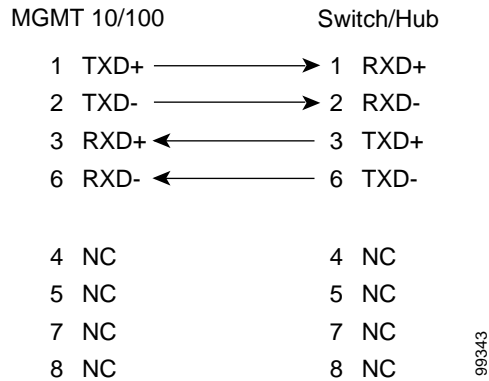 MGMT 10/100 Switch/Hub
1 TXD+ 1 RXD+
2 TXD- 2 RXD-
3 RXD+ 3 TXD+
6 RXD- 6 TXD-
4 NC 4 NC
5 NC 5 NC
7 NC 7 NC
8 NC 8 NC
99343